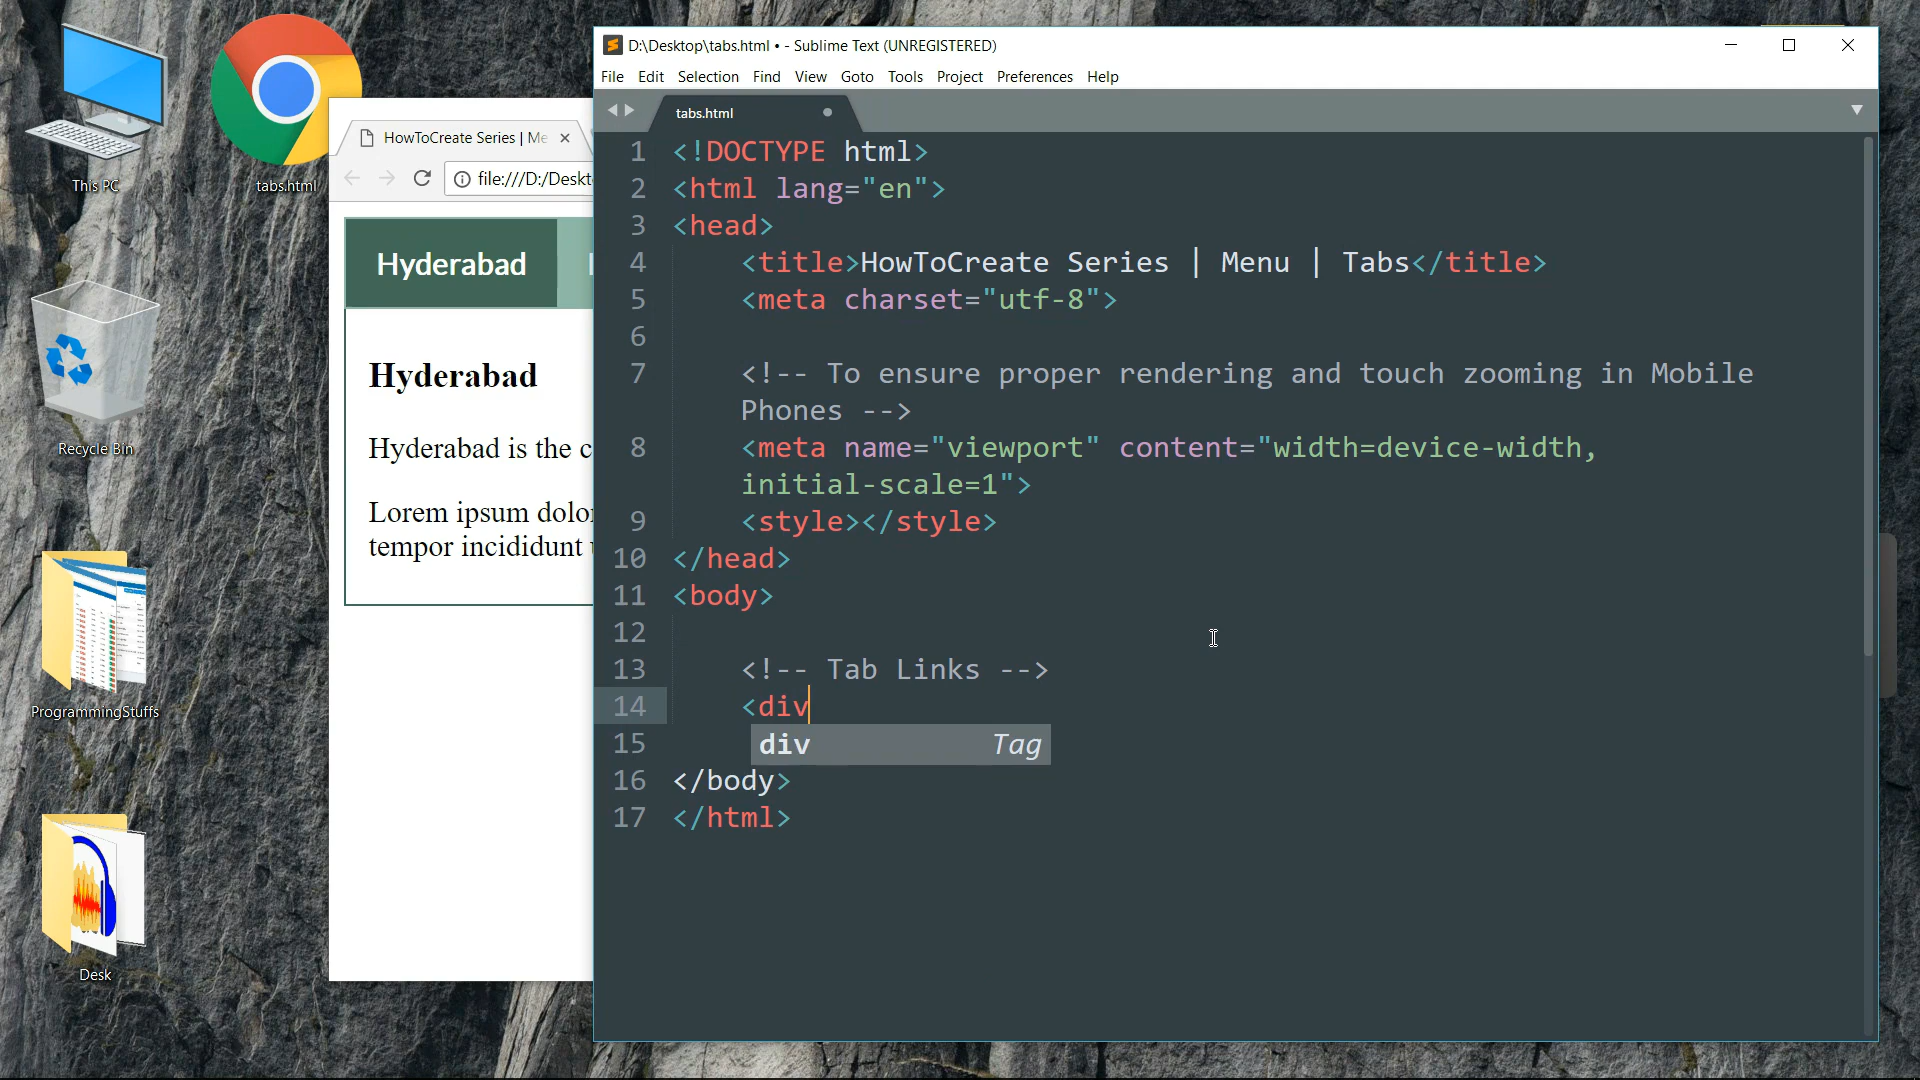 This PC
tabs.html
Recycle Bin
ProgrammingStuffs
Desk
HowToCreate Series | Me
file:///D:/Deskt
Hyderabad
Hyderabad
Hyderabad is the c
Lorem ipsum dolo
tempor incididunt
D:\Desktop\tabs.html • - Sublime Text (UNREGISTERED)
File Edit Selection Find View Goto Tools Project Preferences Help
tabs.html
1 <!DOCTYPE html>
2 <html lang="en">
3 <head>
4 <title>HowToCreate Series | Menu | Tabs</title>
5 <meta charset="utf-8">
6
7 <!-- To ensure proper rendering and touch zooming in Mobile
Phones -->
8 <meta name="viewport" content="width=device-width,
initial-scale=1">
9 <style></style>
10 </head>
11 <body>
12
13 <!-- Tab Links -->
14 <div
15
div Tag
16 </body>
17 </html>